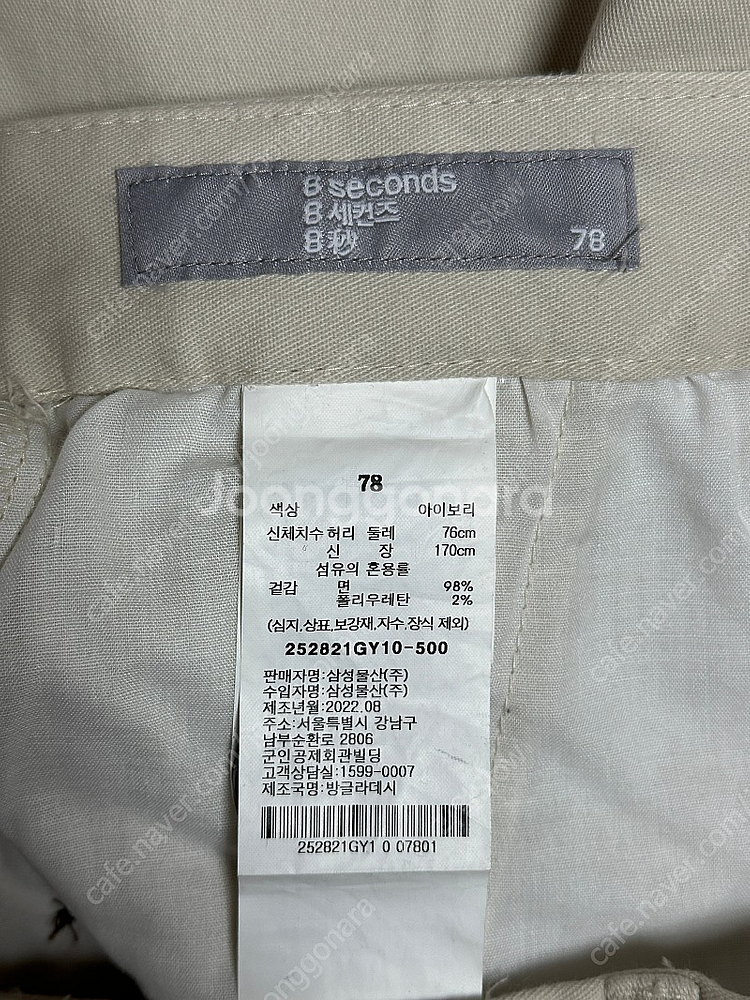 8 seconds
8 세컨즈
8 秒 78
78
색상 아이보리
신체치수 허리 둘레 76cm
신 장 170cm
섬유의 혼용률
겉감 면 98%
폴리우레탄 2%
(심지,상표,보강재,자수,장식 제외)
252821GY10-500
판매자명:삼성물산(주)
수입자명:삼성물산(주)
제조년월:2022.08
주소:서울특별시 강남구
남부순환로 2806
군인공제회관빌딩
고객상담실:1599-0007
제조국명:방글라데시
252821GY1 0 07801
Joonggonara
cafe.naver.com/joonggonara